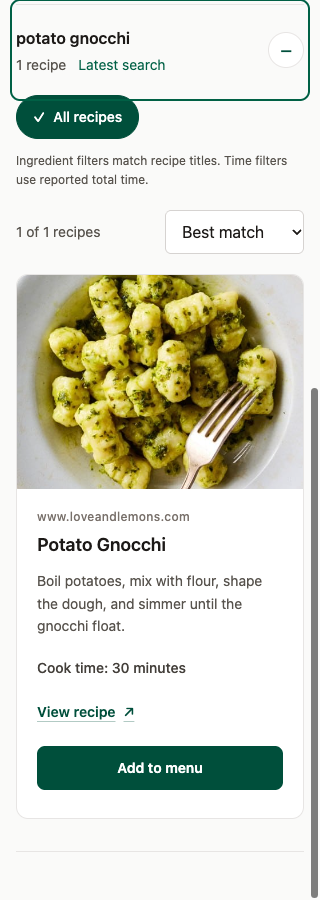 potato gnocchi
1 recipe Latest search
–
✓ All recipes
Ingredient filters match recipe titles. Time filters
use reported total time.
1 of 1 recipes
Best match
www.loveandlemons.com
Potato Gnocchi
Boil potatoes, mix with flour, shape
the dough, and simmer until the
gnocchi float.
Cook time: 30 minutes
View recipe ↗
Add to menu